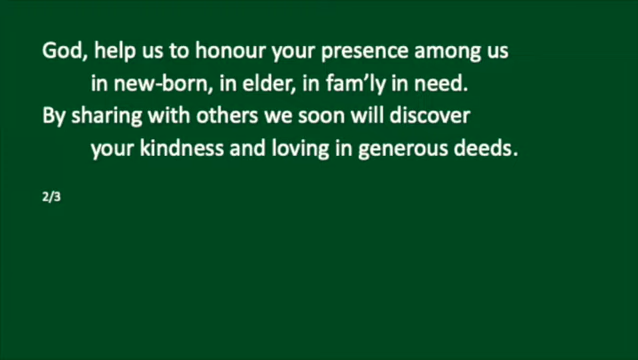 God, help us to honour your presence among us
in new-born, in elder, in fam’ly in need.
By sharing with others we soon will discover
your kindness and loving in generous deeds.
2/3